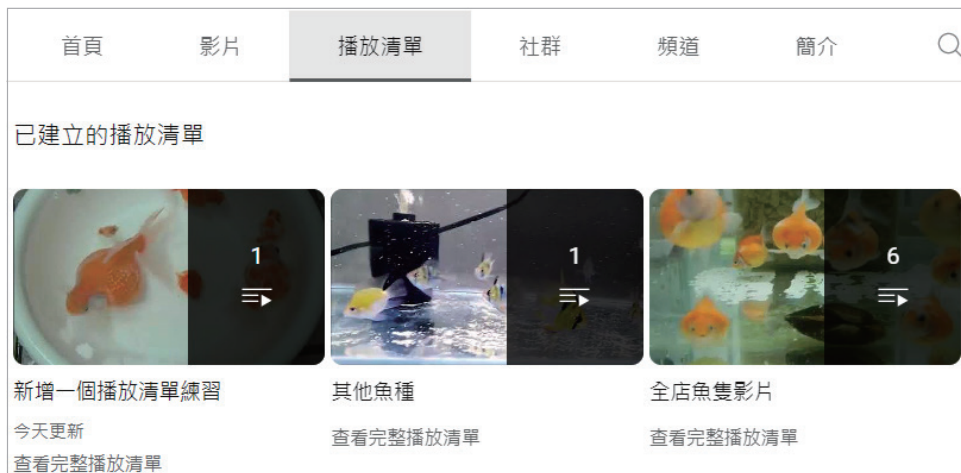 首頁 影片 播放清單 社群 頻道 簡介
已建立的播放清單
1 1 6
新增一個播放清單練習 其他魚種 全店魚隻影片
今天更新
查看完整播放清單 查看完整播放清單
查看完整播放清單